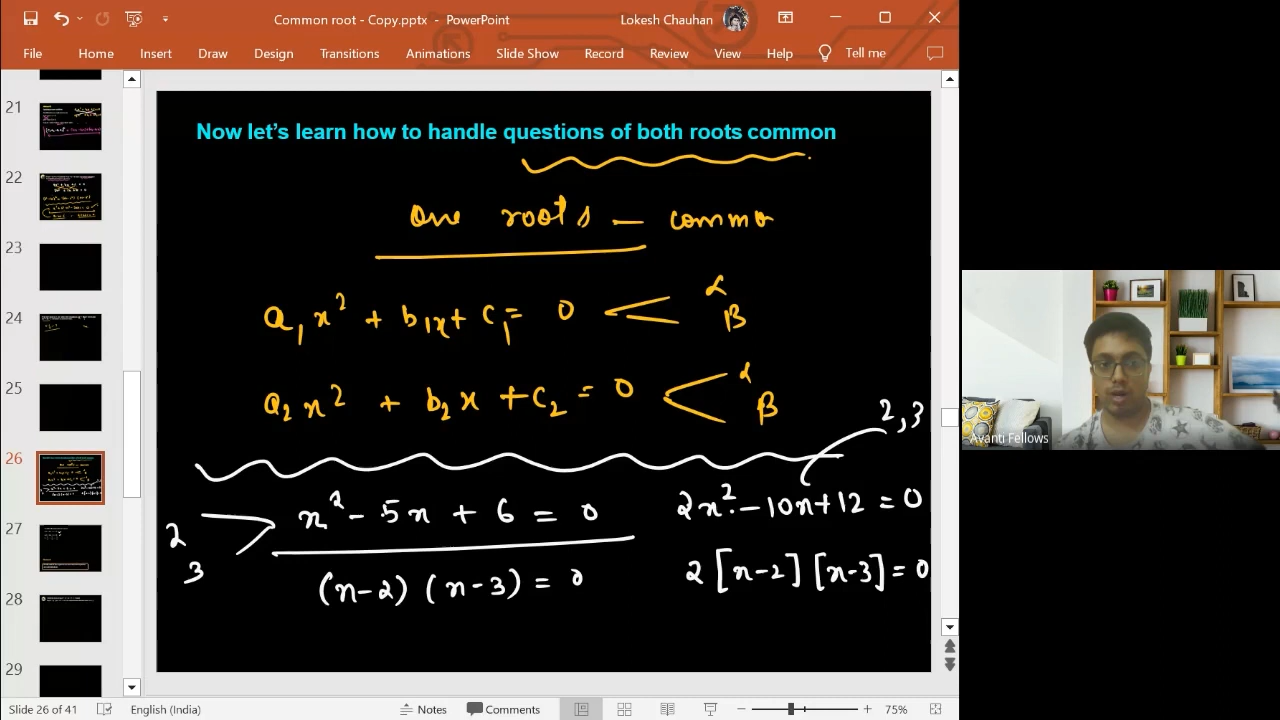 Common root - Copy.pptx - PowerPoint
Lokesh Chauhan
File Home Insert Draw Design Transitions Animations Slide Show Record Review View Help Tell me
21
22
23
24
25
26
27
28
29
Now let's learn how to handle questions of both roots common
one roots – common
a₁x² + b₁x + c₁ = 0 < α β
a₂x² + b₂x + c₂ = 0 < α β
2, 3
2 3 > x² - 5x + 6 = 0
(x-2) (x-3) = 0
2x² - 10x + 12 = 0
2 [x-2] [x-3] = 0
Avanti Fellows
Slide 26 of 41 English (India) Notes Comments 75%